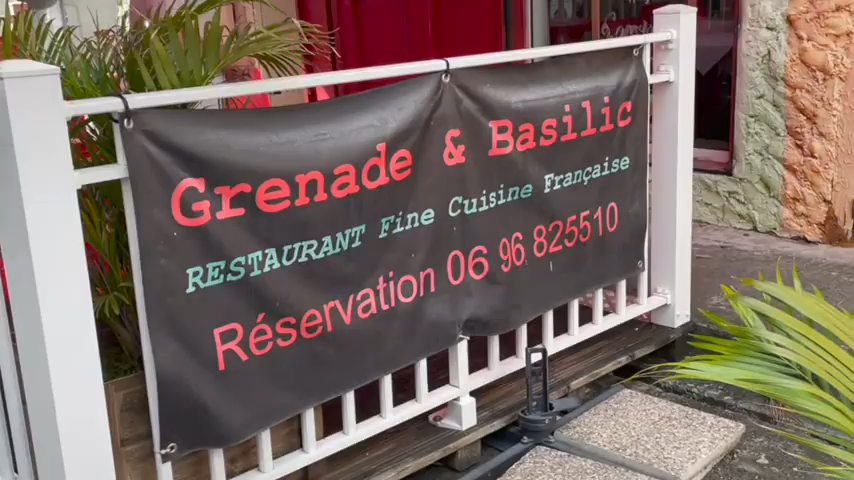 Grenade & Basilic
RESTAURANT Fine Cuisine Française
Réservation 06 96 825510